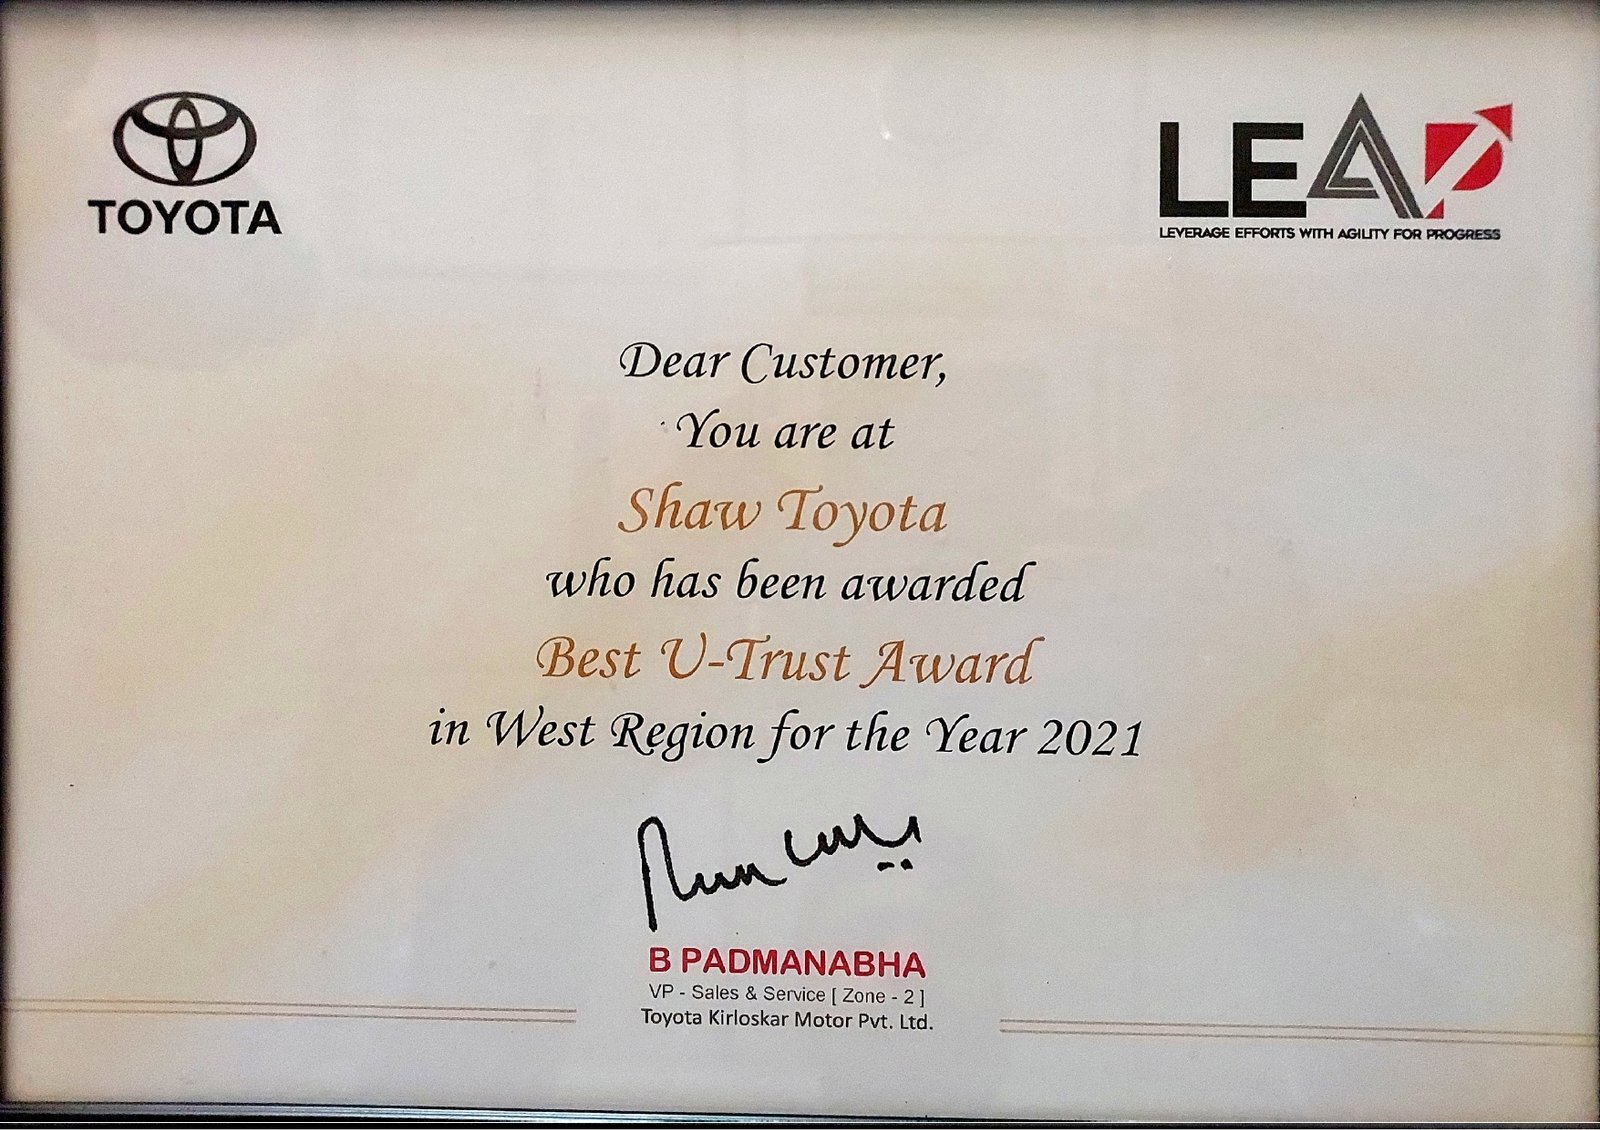 TOYOTA
LEAP
LEVERAGE EFFORTS WITH AGILITY FOR PROGRESS
Dear Customer,
You are at
Shaw Toyota
who has been awarded
Best U-Trust Award
in West Region for the Year 2021
B PADMANABHA
VP - Sales & Service [ Zone - 2 ]
Toyota Kirloskar Motor Pvt. Ltd.